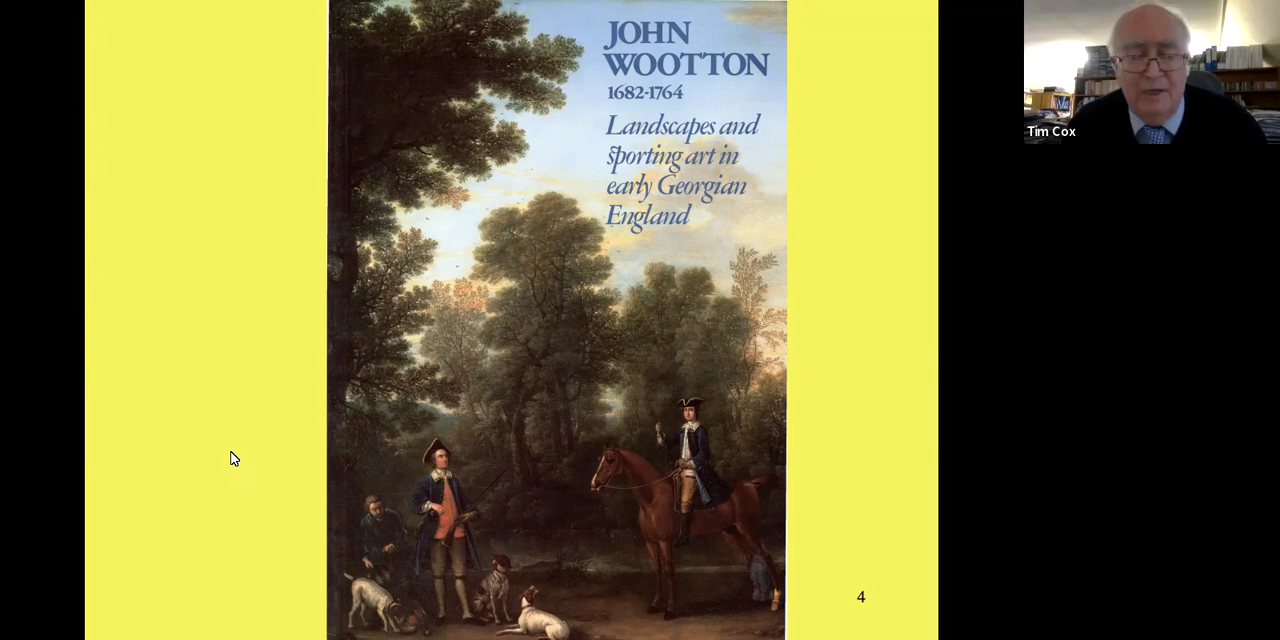 JOHN
WOOTTON
1682-1764
Landscapes and
sporting art in
early Georgian
England
4
Tim Cox